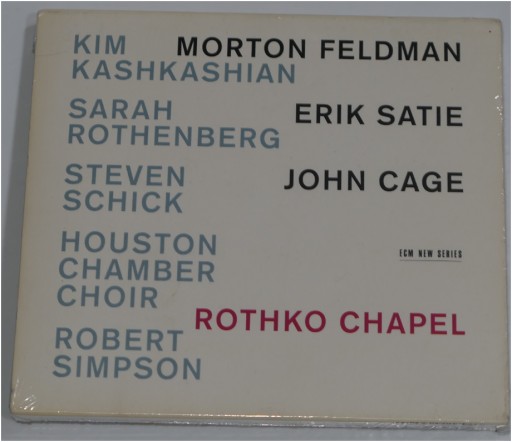 KIM
KASHKASHIAN
MORTON FELDMAN
SARAH
ROTHENBERG
ERIK SATIE
STEVEN
SCHICK
JOHN CAGE
HOUSTON
CHAMBER
CHOIR
ECM NEW SERIES
ROTHKO CHAPEL
ROBERT
SIMPSON